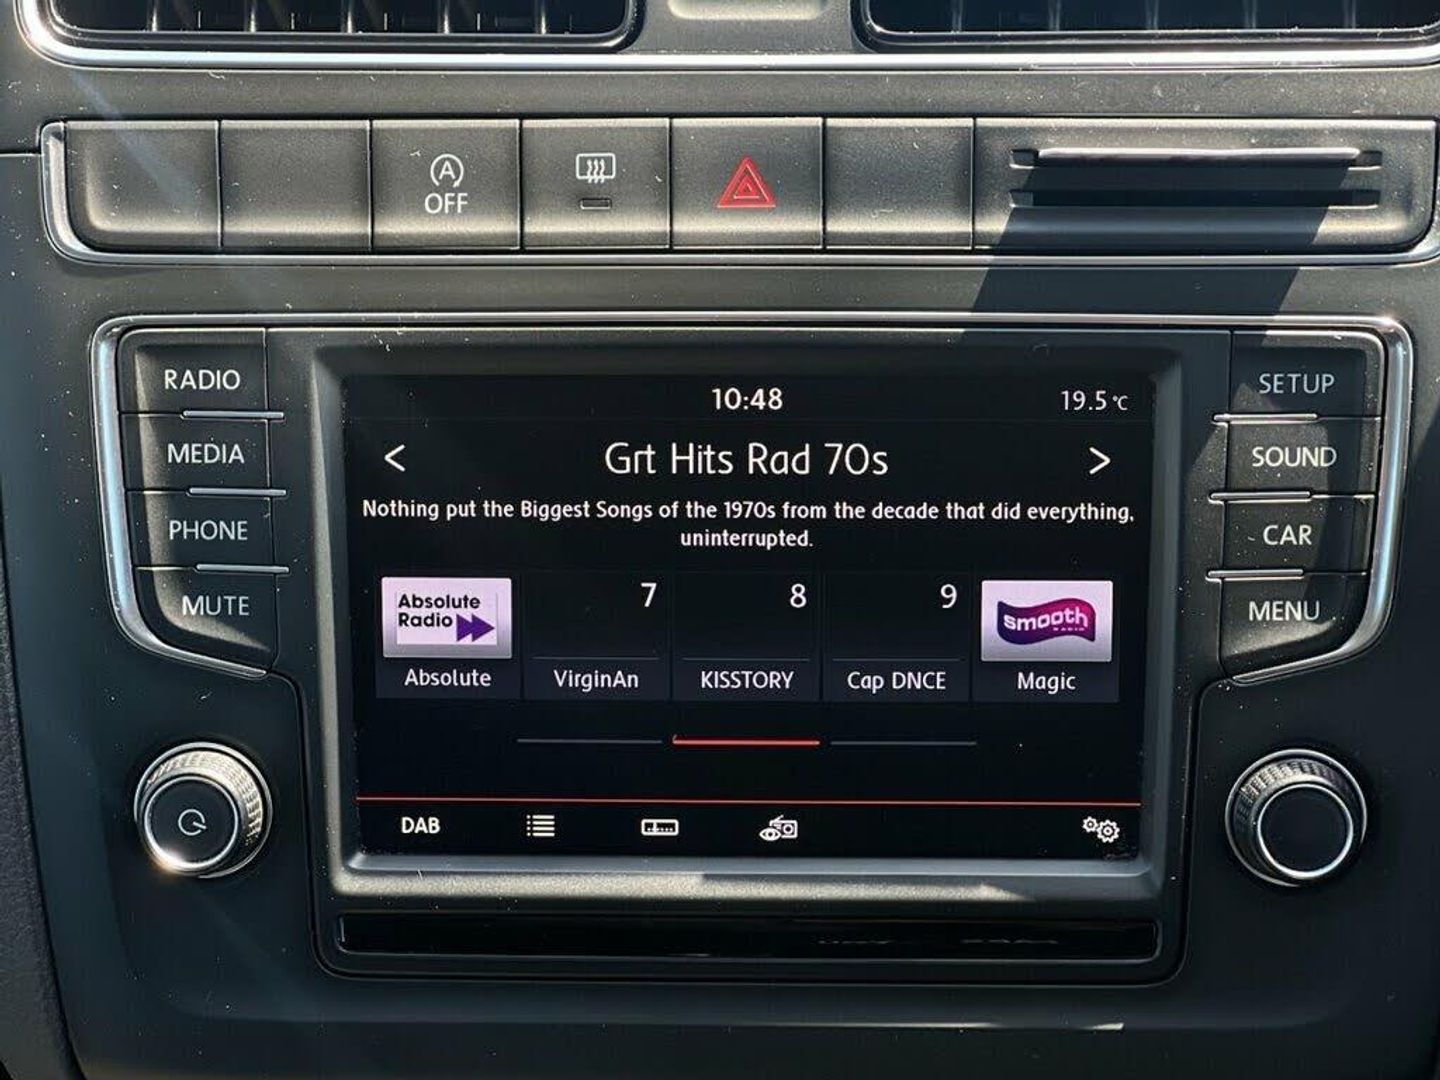 A
OFF
RADIO
MEDIA
PHONE
MUTE
10:48
19.5°C
< Grt Hits Rad 70s >
Nothing put the Biggest Songs of the 1970s from the decade that did everything,
uninterrupted.
Absolute
Radio
7
8
9
smooth
RADIO
Absolute
VirginAn
KISSTORY
Cap DNCE
Magic
DAB
SETUP
SOUND
CAR
MENU